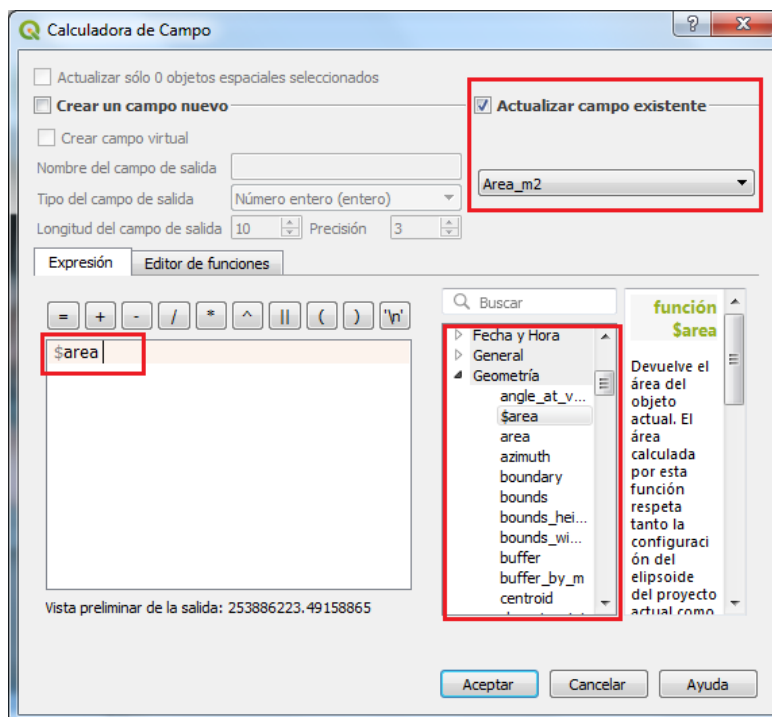 Calculadora de Campo
Actualizar sólo 0 objetos espaciales seleccionados
Crear un campo nuevo
Actualizar campo existente
Crear campo virtual
Nombre del campo de salida
Area_m2
Tipo del campo de salida
Número entero (entero)
Longitud del campo de salida
10
Precisión
3
Expresión
Editor de funciones
= + - / * ^ || ( ) '\n'
$area
Buscar
Fecha y Hora
General
Geometría
angle_at_v...
$area
area
azimuth
boundary
bounds
bounds_hei...
bounds_wi...
buffer
buffer_by_m
centroid
función
$area
Devuelve el
área del
objeto
actual. El
área
calculada
por esta
función
respeta
tanto la
configuraci
ón del
elipsoide
del proyecto
actual como
Vista preliminar de la salida: 253886223.49158865
Aceptar
Cancelar
Ayuda